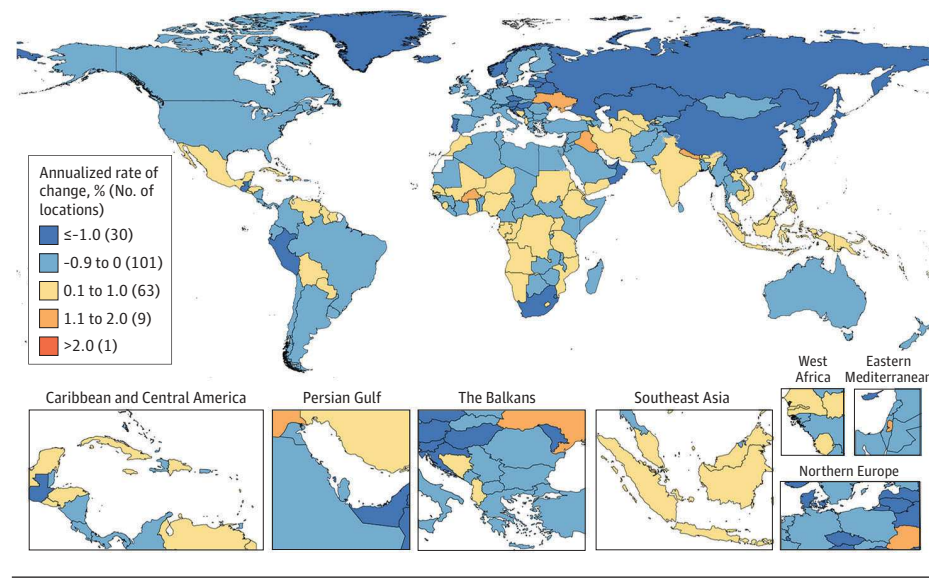 Annualized rate of
change, % (No. of
locations)
≤-1.0 (30)
-0.9 to 0 (101)
0.1 to 1.0 (63)
1.1 to 2.0 (9)
>2.0 (1)
Caribbean and Central America
Persian Gulf
The Balkans
Southeast Asia
West
Africa
Eastern
Mediterranean
Northern Europe